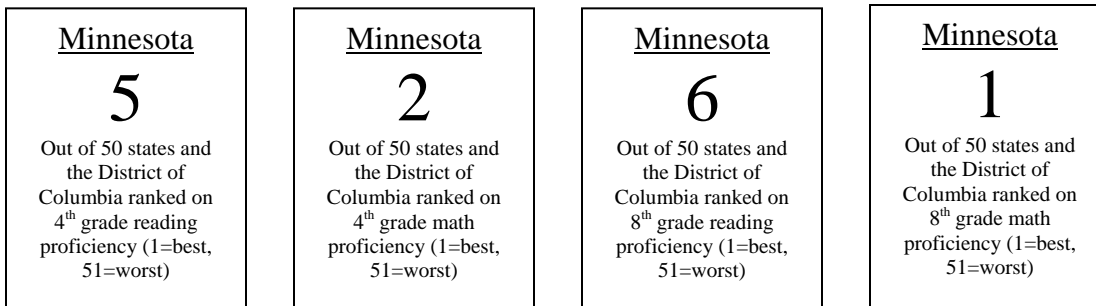 Minnesota
5
Out of 50 states and
the District of
Columbia ranked on
4th grade reading
proficiency (1=best,
51=worst)
Minnesota
2
Out of 50 states and
the District of
Columbia ranked on
4th grade math
proficiency (1=best,
51=worst)
Minnesota
6
Out of 50 states and
the District of
Columbia ranked on
8th grade reading
proficiency (1=best,
51=worst)
Minnesota
1
Out of 50 states and
the District of
Columbia ranked on
8th grade math
proficiency (1=best,
51=worst)